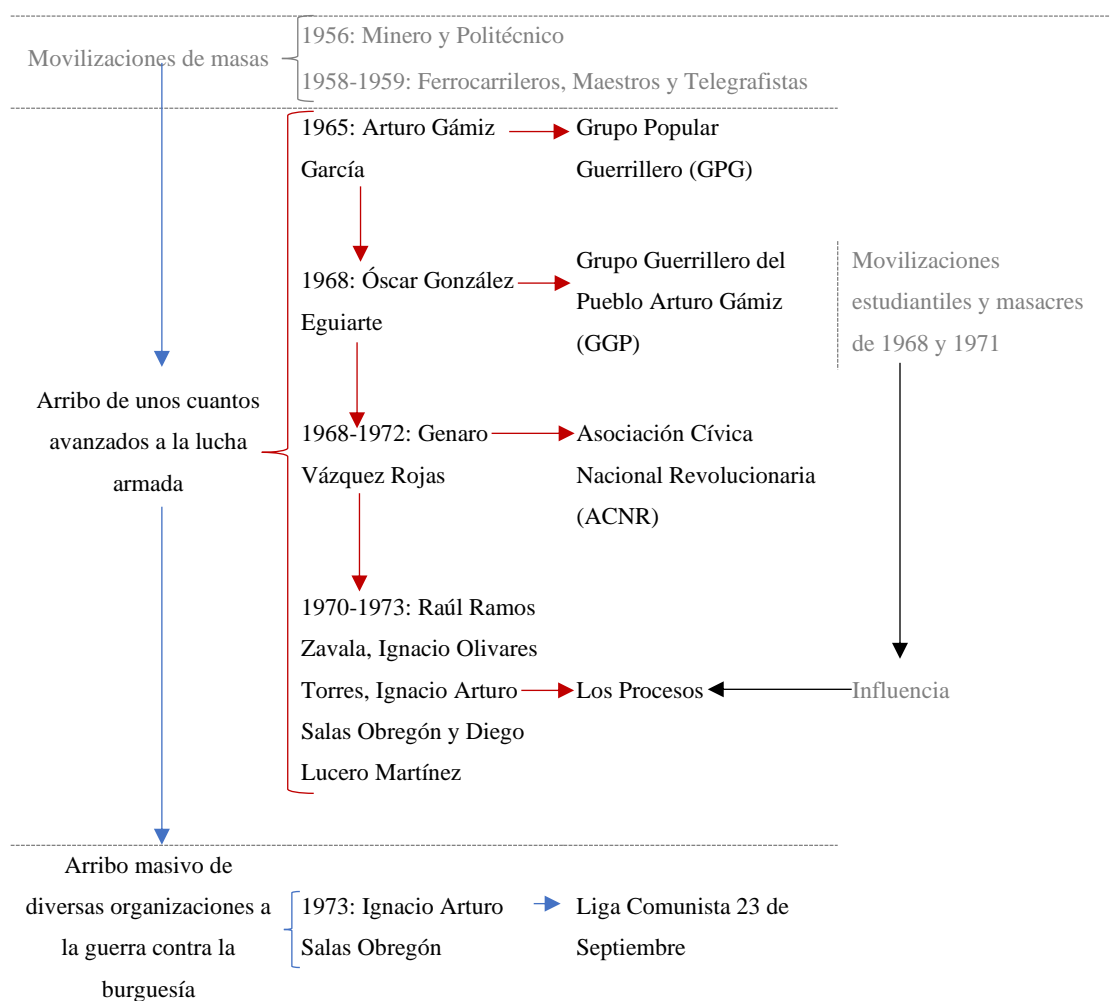 Movilizaciones de masas
1956: Minero y Politécnico
1958-1959: Ferrocarrileros, Maestros y Telegrafistas
Arribo de unos cuantos
avanzados a la lucha
armada
1965: Arturo Gámiz
García
Grupo Popular
Guerrillero (GPG)
1968: Óscar González
Eguiarte
Grupo Guerrillero del
Pueblo Arturo Gámiz
(GGP)
Movilizaciones
estudiantiles y masacres
de 1968 y 1971
1968-1972: Genaro
Vázquez Rojas
Asociación Cívica
Nacional Revolucionaria
(ACNR)
1970-1973: Raúl Ramos
Zavala, Ignacio Olivares
Torres, Ignacio Arturo
Salas Obregón y Diego
Lucero Martínez
Los Procesos
Influencia
Arribo masivo de
diversas organizaciones a
la guerra contra la
burguesía
1973: Ignacio Arturo
Salas Obregón
Liga Comunista 23 de
Septiembre